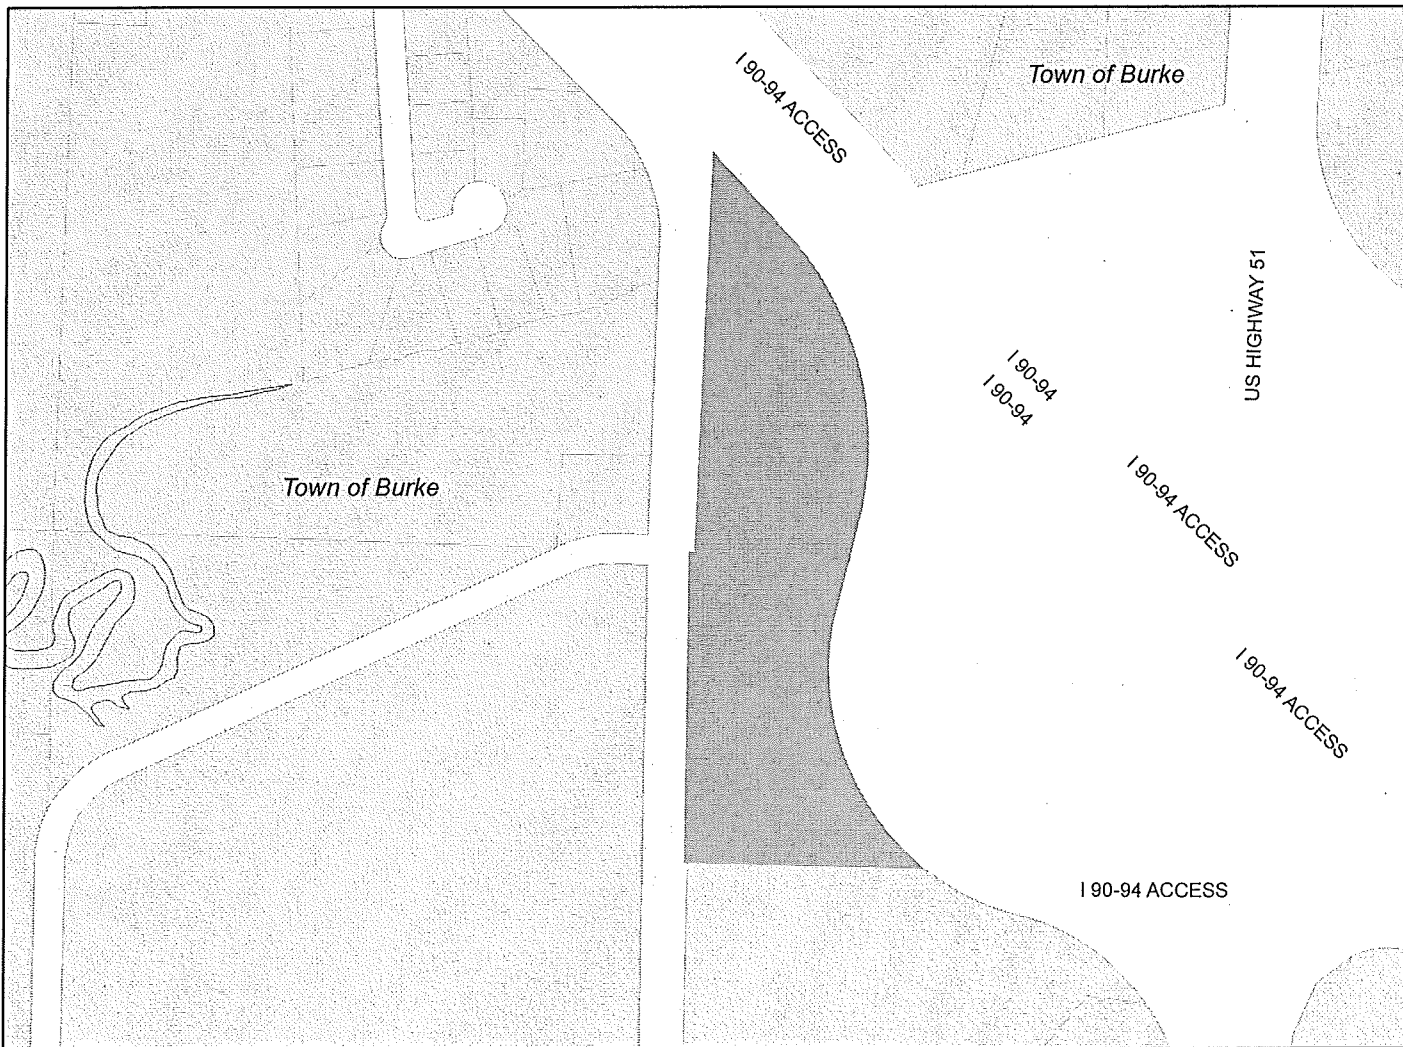 Town of Burke
I 90-94 ACCESS
US HIGHWAY 51
I 90-94
I 90-94
I 90-94 ACCESS
Town of Burke
I 90-94 ACCESS
I 90-94 ACCESS